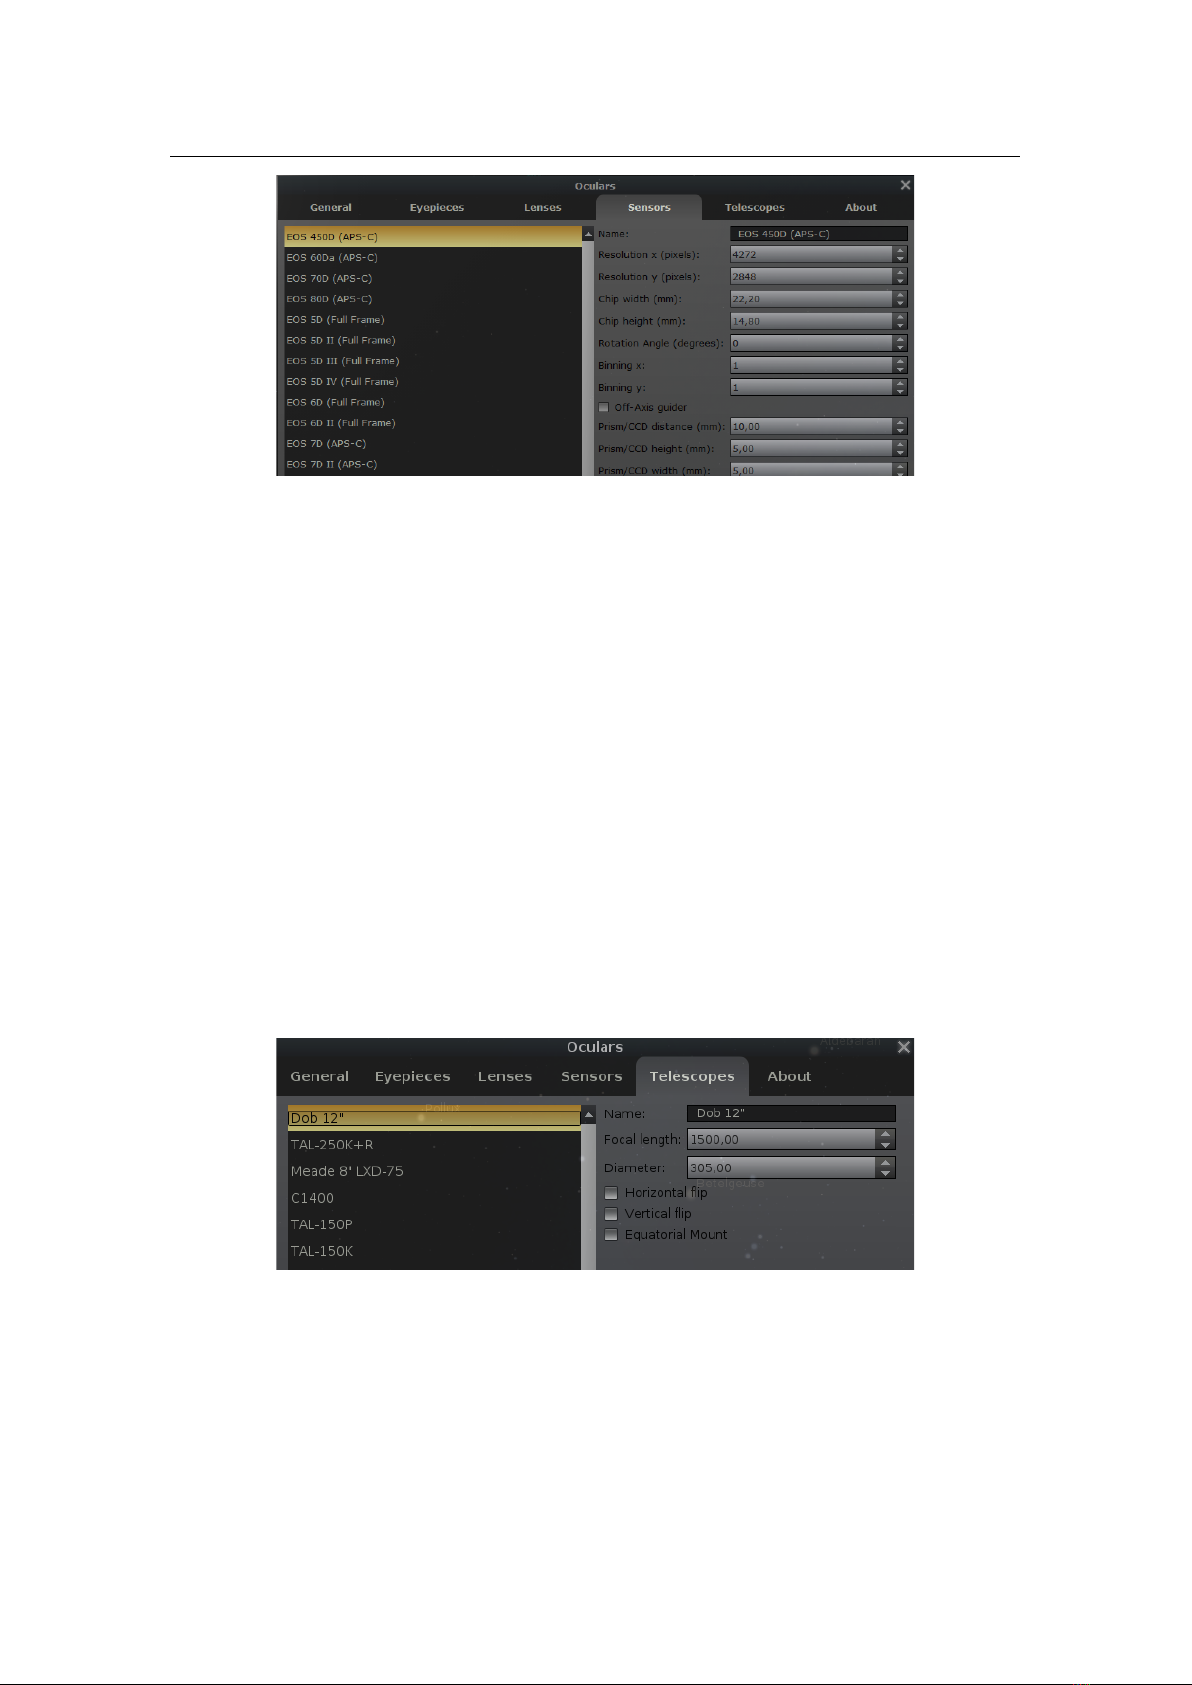 Oculars
General Eyepieces Lenses Sensors Telescopes About
EOS 450D (APS-C)
EOS 60Da (APS-C)
EOS 70D (APS-C)
EOS 80D (APS-C)
EOS 5D (Full Frame)
EOS 5D II (Full Frame)
EOS 5D III (Full Frame)
EOS 5D IV (Full Frame)
EOS 6D (Full Frame)
EOS 6D II (Full Frame)
EOS 7D (APS-C)
EOS 7D II (APS-C)
Name: EOS 450D (APS-C)
Resolution x (pixels): 4272
Resolution y (pixels): 2848
Chip width (mm): 22,20
Chip height (mm): 14,80
Rotation Angle (degrees): 0
Binning x: 1
Binning y: 1
Off-Axis guider
Prism/CCD distance (mm): 10,00
Prism/CCD height (mm): 5,00
Prism/CCD width (mm): 5,00
Oculars
Aldebaran
General Eyepieces Lenses Sensors Telescopes About
Pollux
Dob 12"
TAL-250K+R
Meade 8" LXD-75
C1400
TAL-150P
TAL-150K
Name: Dob 12"
Focal length: 1500,00
Diameter: 305,00
Betelgeuse
Horizontal flip
Vertical flip
Equatorial Mount